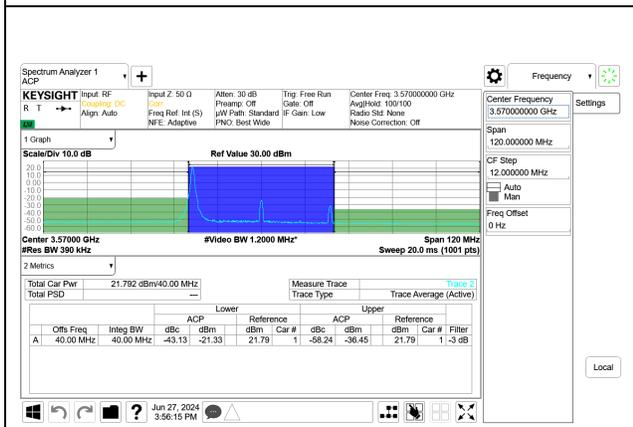 Spectrum Analyzer 1
ACP
Frequency
KEYSIGHT
R T
Input: RF
Coupling: DC
Align: Auto
Input Z: 50 Ω
Corr
Freq Ref: Int (S)
NFE: Adaptive
Atten: 30 dB
Preamp: Off
µW Path: Standard
PNO: Best Wide
Trig: Free Run
Gate: Off
IF Gain: Low
Center Freq: 3.570000000 GHz
Avg|Hold: 100/100
Radio Std: None
Noise Correction: Off
Center Frequency
3.570000000 GHz
Settings
Span
120.000000 MHz
CF Step
12.000000 MHz
Auto
Man
Freq Offset
0 Hz
Local
1 Graph
Scale/Div 10.0 dB
Ref Value 30.00 dBm
20.0
10.0
0.00
-10.0
-20.0
-30.0
-40.0
-50.0
-60.0
Center 3.57000 GHz
#Video BW 1.2000 MHz*
Span 120 MHz
#Res BW 390 kHz
Sweep 20.0 ms (1001 pts)
2 Metrics
Total Car Pwr 21.792 dBm/40.00 MHz
Total PSD ---
Measure Trace Trace 2
Trace Type Trace Average (Active)
Lower Upper
ACP Reference ACP Reference
Offs Freq Integ BW dBc dBm dBm Car # dBc dBm dBm Car # Filter
A 40.00 MHz 40.00 MHz -43.13 -21.33 21.79 1 -58.24 -36.45 21.79 1 -3 dB
?
Jun 27, 2024
3:56:15 PM